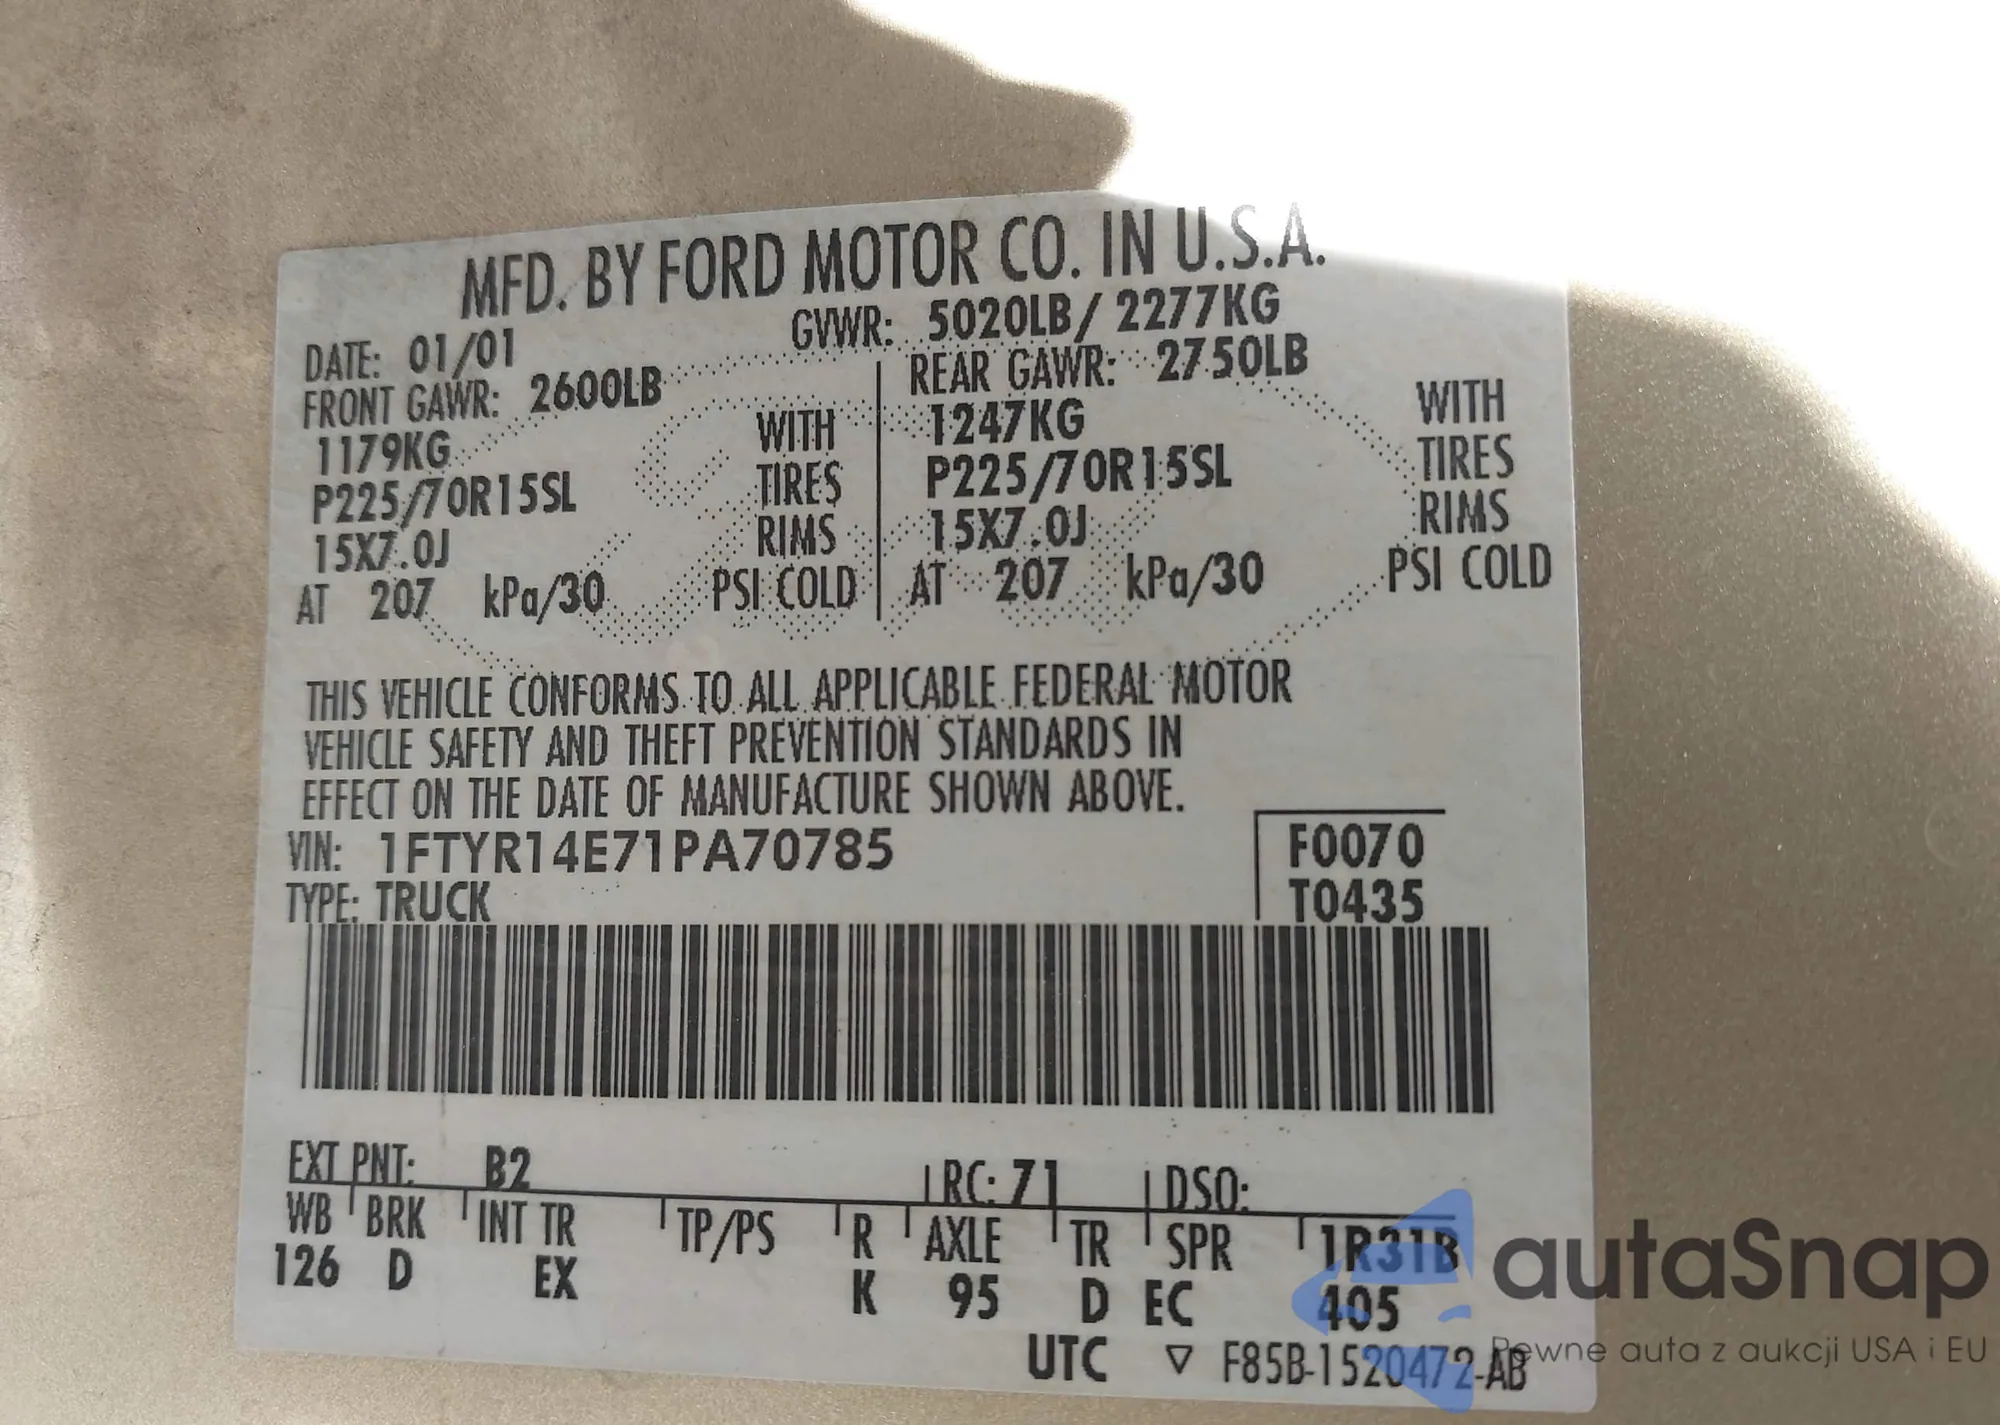 MFD. BY FORD MOTOR CO. IN U.S.A.
DATE: 01/01 GVWR: 5020LB/ 2277KG
FRONT GAWR: 2600LB REAR GAWR: 2750LB
1179KG WITH 1247KG WITH
P225/70R15SL TIRES P225/70R15SL TIRES
15X7.0J RIMS 15X7.0J RIMS
AT 207 kPa/30 PSI COLD AT 207 kPa/30 PSI COLD
THIS VEHICLE CONFORMS TO ALL APPLICABLE FEDERAL MOTOR
VEHICLE SAFETY AND THEFT PREVENTION STANDARDS IN
EFFECT ON THE DATE OF MANUFACTURE SHOWN ABOVE.
VIN: 1FTYR14E71PA70785 F0070
TYPE: TRUCK T0435
EXT PNT: B2 RC: 71 DSO:
WB BRK INT TR TP/PS R AXLE TR SPR 1R31B
126 D EX K 95 D EC 405
UTC ▽ F85B-1520472-AB
autaSnap
Pewne auta z aukcji USA i EU